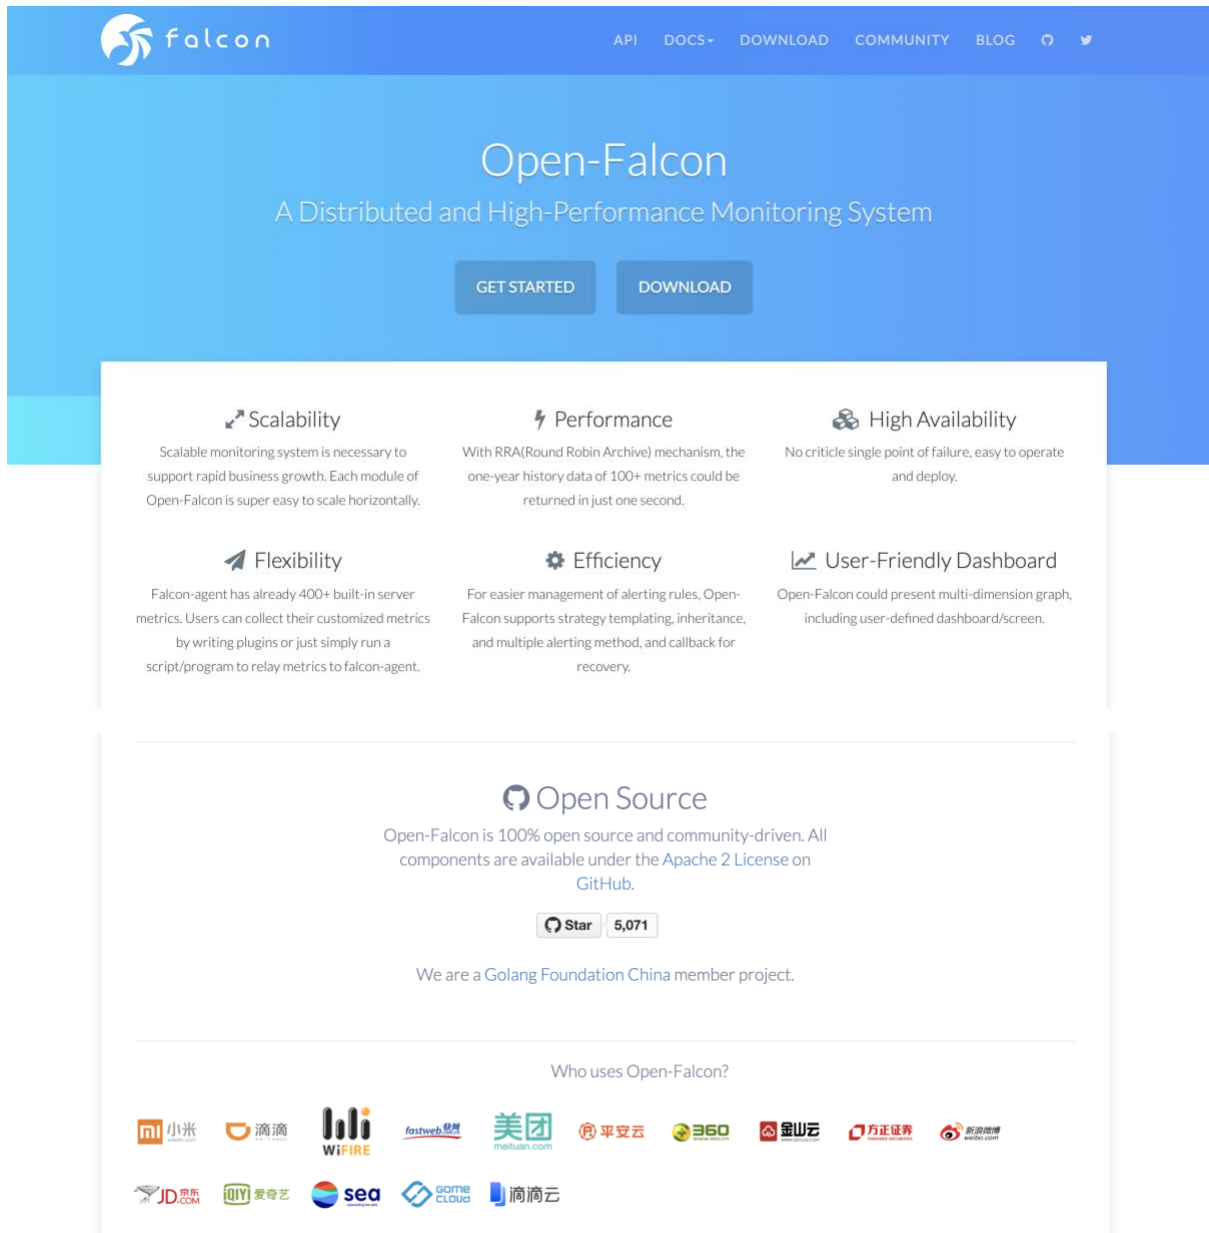 falcon
API DOCS DOWNLOAD COMMUNITY BLOG
Open-Falcon
A Distributed and High-Performance Monitoring System
GET STARTED DOWNLOAD
Scalability
Scalable monitoring system is necessary to
support rapid business growth. Each module of
Open-Falcon is super easy to scale horizontally.
Performance
With RRA(Round Robin Archive) mechanism, the
one-year history data of 100+ metrics could be
returned in just one second.
High Availability
No criticle single point of failure, easy to operate
and deploy.
Flexibility
Falcon-agent has already 400+ built-in server
metrics. Users can collect their customized metrics
by writing plugins or just simply run a
script/program to relay metrics to falcon-agent.
Efficiency
For easier management of alerting rules, Open-
Falcon supports strategy templating, inheritance,
and multiple alerting method, and callback for
recovery.
User-Friendly Dashboard
Open-Falcon could present multi-dimension graph,
including user-defined dashboard/screen.
Open Source
Open-Falcon is 100% open source and community-driven. All
components are available under the Apache 2 License on
GitHub.
Star 5,071
We are a Golang Foundation China member project.
Who uses Open-Falcon?
小米
滴滴
WiFIRE
fastweb 快网
美团
meituan.com
平安云
360
金山云
方正证券
新浪微博
weibo.com
JD.COM 京东
QIYI 爱奇艺
sea
GOME
CLOUD
滴滴云